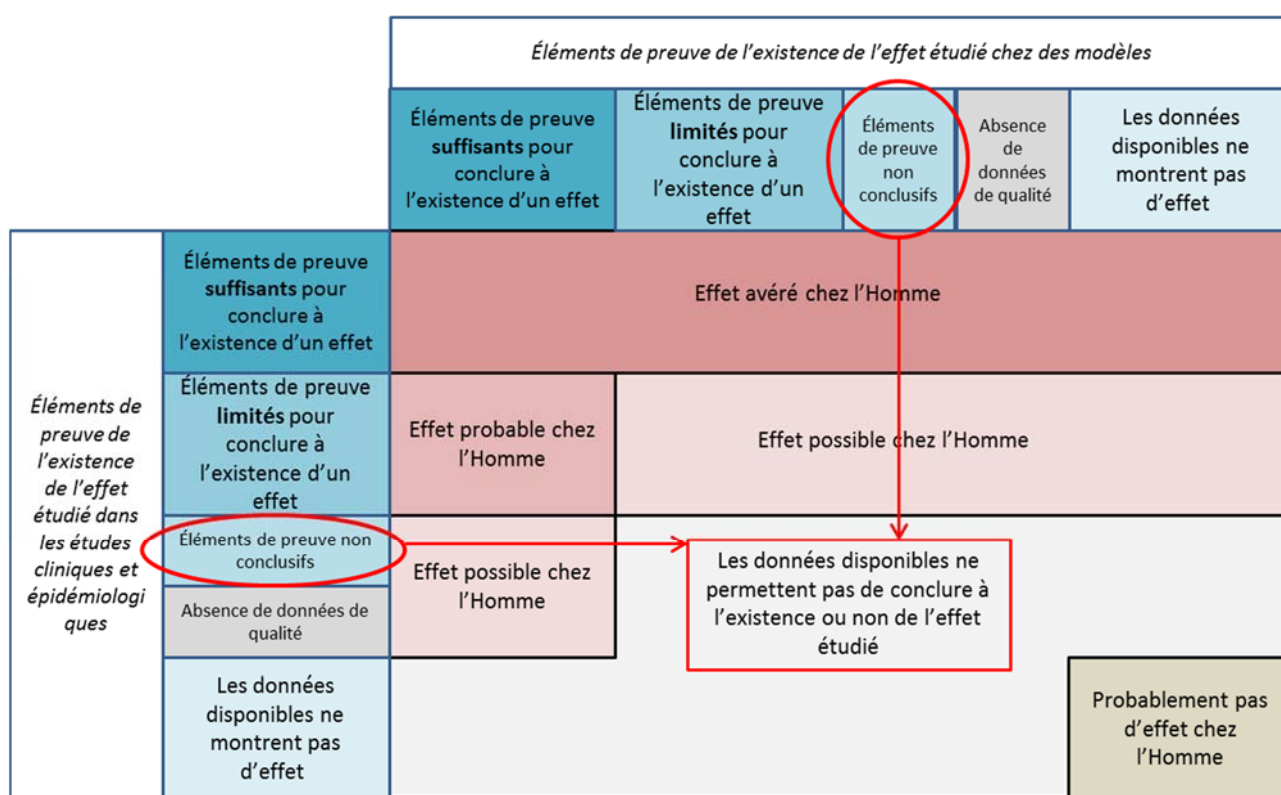 Éléments de preuve de l'existence de l'effet étudié chez des modèles
Éléments de preuve
suffisants pour
conclure à
l'existence d'un effet
Éléments de preuve
limités pour
conclure à
l'existence d'un
effet
Éléments
de preuve
non
conclusifs
Absence
de
données
de qualité
Les données
disponibles ne
montrent pas
d'effet
Éléments de
preuve de
l'existence
de l'effet
étudié dans
les études
cliniques et
épidémiologi
ques
Éléments de preuve
suffisants pour
conclure à
l'existence d'un effet
Effet avéré chez l'Homme
Éléments de preuve
limités pour
conclure à
l'existence d'un
effet
Effet probable chez
l'Homme
Effet possible chez l'Homme
Éléments de preuve non
conclusifs
Absence de données de
qualité
Effet possible chez
l'Homme
Les données disponibles ne
permettent pas de conclure à
l'existence ou non de l'effet
étudié
Les données
disponibles ne
montrent pas
d'effet
Probablement pas
d'effet chez
l'Homme